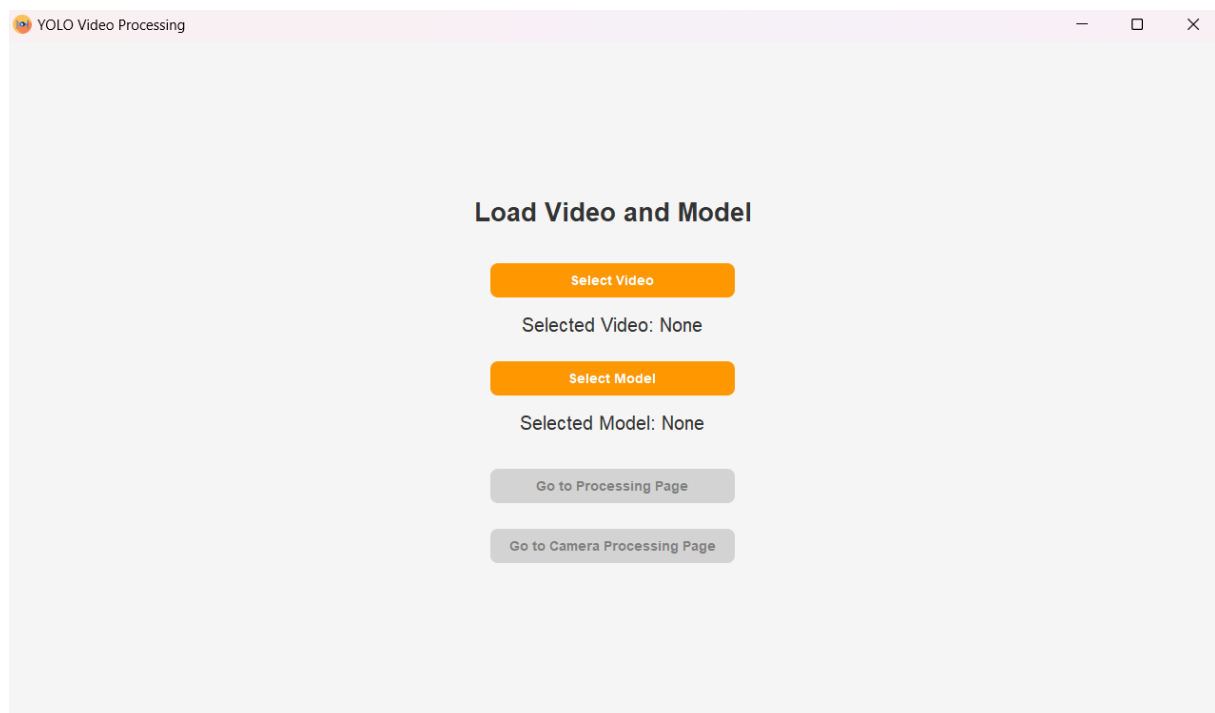 YOLO Video Processing
Load Video and Model
Select Video
Selected Video: None
Select Model
Selected Model: None
Go to Processing Page
Go to Camera Processing Page